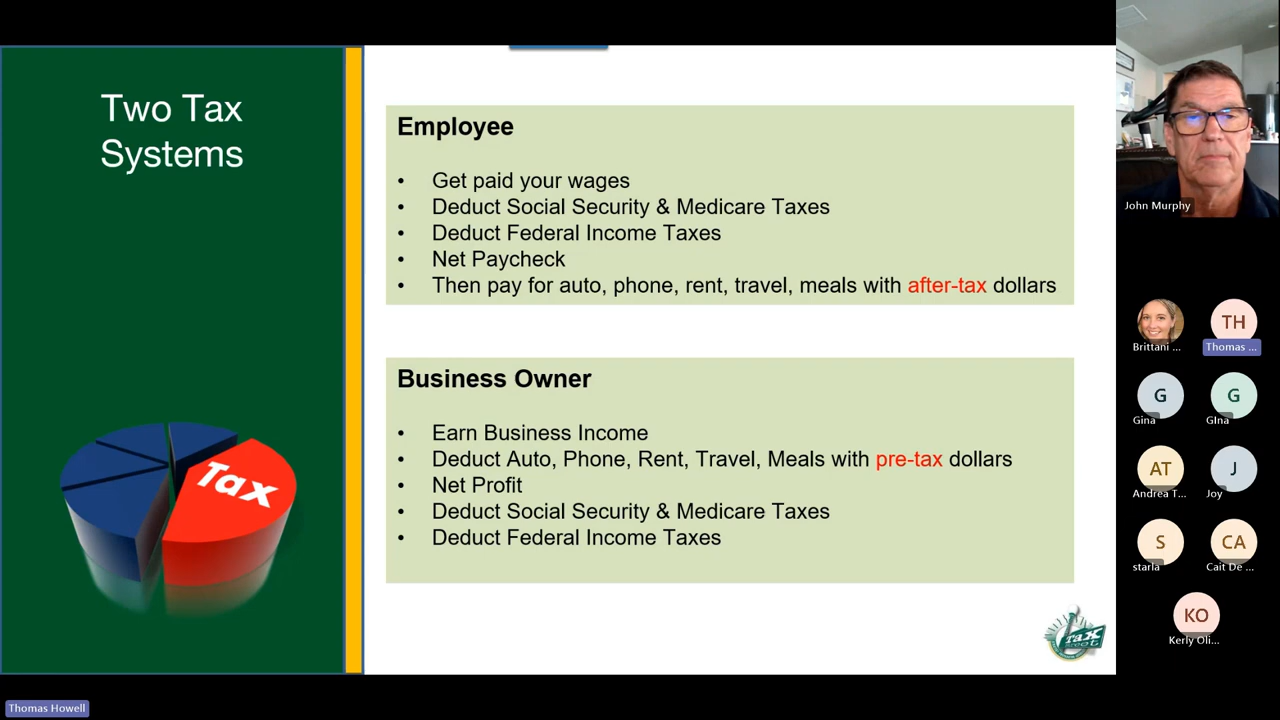 Two Tax
Systems
Tax
Employee
• Get paid your wages
• Deduct Social Security & Medicare Taxes
• Deduct Federal Income Taxes
• Net Paycheck
• Then pay for auto, phone, rent, travel, meals with after-tax dollars
Business Owner
• Earn Business Income
• Deduct Auto, Phone, Rent, Travel, Meals with pre-tax dollars
• Net Profit
• Deduct Social Security & Medicare Taxes
• Deduct Federal Income Taxes
Tax
John Murphy
Brittani ...
TH
Thomas ...
G
Gina
G
GIna
AT
Andrea T...
J
Joy
S
starla
CA
Cait De ...
KO
Kerly Oli...
Thomas Howell